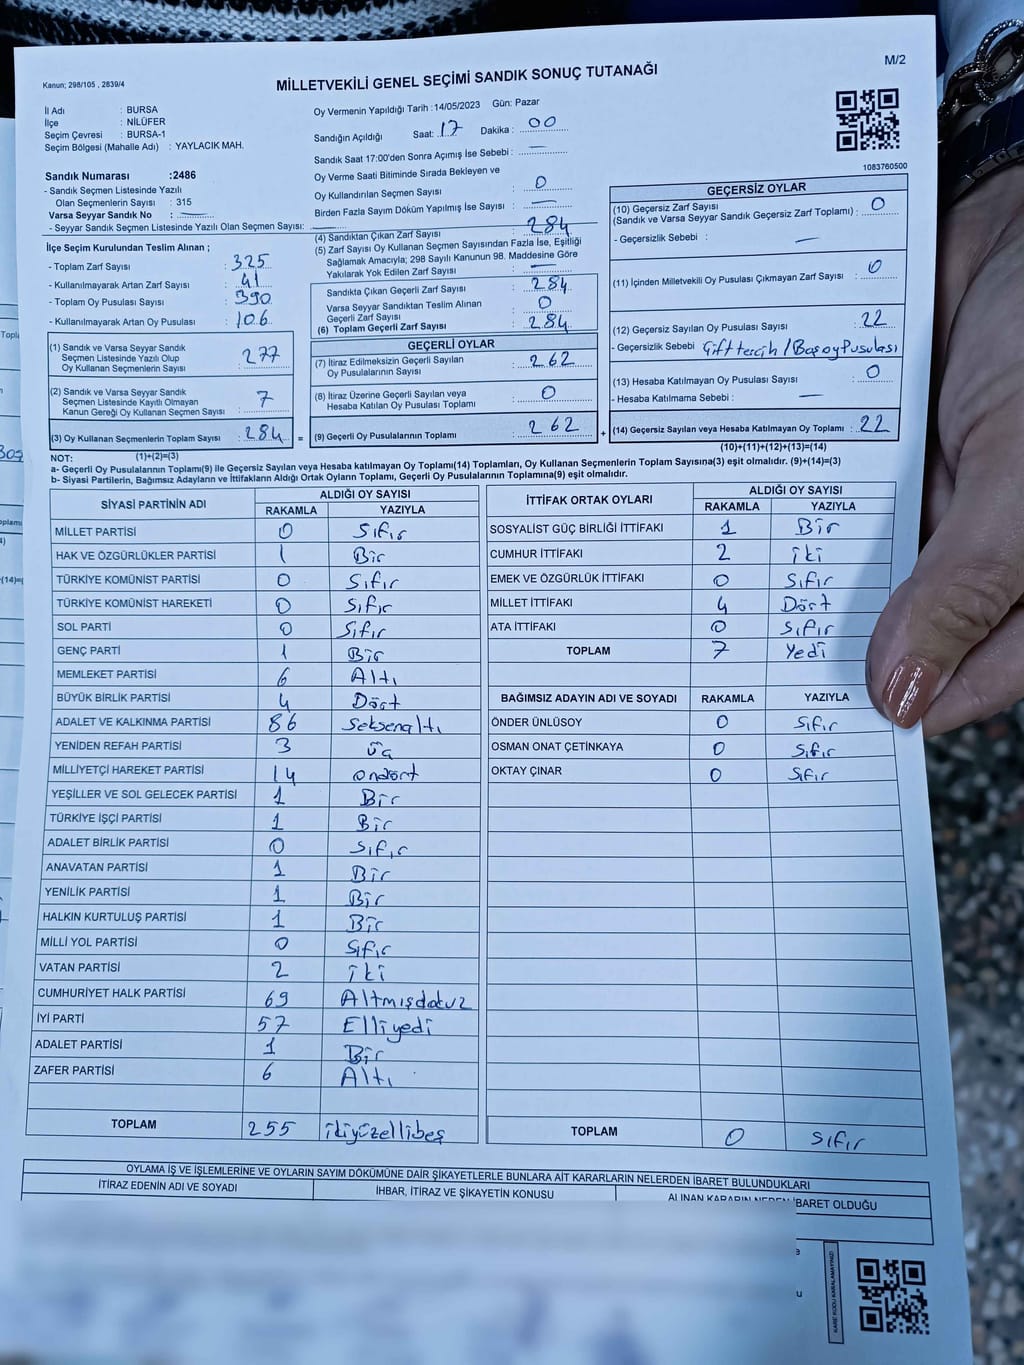 M/2
Kanun; 298/105 , 2839/4
MİLLETVEKİLİ GENEL SEÇİMİ SANDIK SONUÇ TUTANAĞI
İl Adı : BURSA
İlçe : NİLÜFER
Seçim Çevresi : BURSA-1
Seçim Bölgesi (Mahalle Adı) : YAYLACIK MAH.
Sandık Numarası :2486
- Sandık Seçmen Listesinde Yazılı
Olan Seçmenlerin Sayısı : 315
Varsa Seyyar Sandık No :
- Seyyar Sandık Seçmen Listesinde Yazılı Olan Seçmen Sayısı:
İlçe Seçim Kurulundan Teslim Alınan ;
- Toplam Zarf Sayısı : 325
- Kullanılmayarak Artan Zarf Sayısı : 41
- Toplam Oy Pusulası Sayısı : 390
- Kullanılmayarak Artan Oy Pusulası : 106
(1) Sandık ve Varsa Seyyar Sandık
Seçmen Listesinde Yazılı Olup
Oy Kullanan Seçmenlerin Sayısı : 277
(2) Sandık ve Varsa Seyyar Sandık
Seçmen Listesinde Kayıtlı Olmayan
Kanun Gereği Oy Kullanan Seçmen Sayısı : 7
(3) Oy Kullanan Seçmenlerin Toplam Sayısı : 284 =
(1)+(2)=(3)
Oy Vermenin Yapıldığı Tarih :14/05/2023 Gün: Pazar
Sandığın Açıldığı Saat: 17 Dakika : 00
Sandık Saat 17:00'den Sonra Açımış İse Sebebi : —
Oy Verme Saati Bitiminde Sırada Bekleyen ve
Oy Kullandırılan Seçmen Sayısı : 0
Birden Fazla Sayım Döküm Yapılmış İse Sayısı : —
(4) Sandıktan Çıkan Zarf Sayısı : 284
(5) Zarf Sayısı Oy Kullanan Seçmen Sayısından Fazla İse, Eşitliği
Sağlamak Amacıyla; 298 Sayılı Kanunun 98. Maddesine Göre
Yakılarak Yok Edilen Zarf Sayısı : —
Sandıkta Çıkan Geçerli Zarf Sayısı : 284
Varsa Seyyar Sandıktan Teslim Alınan
Geçerli Zarf Sayısı : 0
(6) Toplam Geçerli Zarf Sayısı : 284
GEÇERLİ OYLAR
(7) İtiraz Edilmeksizin Geçerli Sayılan
Oy Pusulalarının Sayısı : 262
(8) İtiraz Üzerine Geçerli Sayılan veya
Hesaba Katılan Oy Pusulası Toplamı : 0
(9) Geçerli Oy Pusulalarının Toplamı : 262 +
1083760500
GEÇERSİZ OYLAR
(10) Geçersiz Zarf Sayısı
(Sandık ve Varsa Seyyar Sandık Geçersiz Zarf Toplamı) : 0
- Geçersizlik Sebebi : —
(11) İçinden Milletvekili Oy Pusulası Çıkmayan Zarf Sayısı : 0
(12) Geçersiz Sayılan Oy Pusulası Sayısı : 22
- Geçersizlik Sebebi Çift tercih/Boş oy Pusulası
(13) Hesaba Katılmayan Oy Pusulası Sayısı : 0
- Hesaba Katılmama Sebebi : —
(14) Geçersiz Sayılan veya Hesaba Katılmayan Oy Toplamı : 22
(10)+(11)+(12)+(13)=(14)
NOT:
a- Geçerli Oy Pusulalarının Toplamı(9) ile Geçersiz Sayılan veya Hesaba katılmayan Oy Toplamı(14) Toplamları, Oy Kullanan Seçmenlerin Toplam Sayısına(3) eşit olmalıdır. (9)+(14)=(3)
b- Siyasi Partilerin, Bağımsız Adayların ve İttifakların Aldığı Ortak Oyların Toplamı, Geçerli Oy Pusulalarının Toplamına(9) eşit olmalıdır.
SİYASİ PARTİNİN ADI ALDIĞI OY SAYISI
RAKAMLA YAZIYLA
MİLLET PARTİSİ 0 Sıfır
HAK VE ÖZGÜRLÜKLER PARTİSİ 1 Bir
TÜRKİYE KOMÜNİST PARTİSİ 0 Sıfır
TÜRKİYE KOMÜNİST HAREKETİ 0 Sıfır
SOL PARTİ 0 Sıfır
GENÇ PARTİ 1 Bir
MEMLEKET PARTİSİ 6 Altı
BÜYÜK BİRLİK PARTİSİ 4 Dört
ADALET VE KALKINMA PARTİSİ 86 Seksenaltı
YENİDEN REFAH PARTİSİ 3 Üç
MİLLİYETÇİ HAREKET PARTİSİ 14 ondört
YEŞİLLER VE SOL GELECEK PARTİSİ 1 Bir
TÜRKİYE İŞÇİ PARTİSİ 1 Bir
ADALET BİRLİK PARTİSİ 0 Sıfır
ANAVATAN PARTİSİ 1 Bir
YENİLİK PARTİSİ 1 Bir
HALKIN KURTULUŞ PARTİSİ 1 Bir
MİLLİ YOL PARTİSİ 0 Sıfır
VATAN PARTİSİ 2 iki
CUMHURİYET HALK PARTİSİ 69 Altmışdokuz
İYİ PARTİ 57 Elliyedi
ADALET PARTİSİ 1 Bir
ZAFER PARTİSİ 6 Altı
TOPLAM 255 ikiyüzellibeş
İTTİFAK ORTAK OYLARI ALDIĞI OY SAYISI
RAKAMLA YAZIYLA
SOSYALİST GÜÇ BİRLİĞİ İTTİFAKI 1 Bir
CUMHUR İTTİFAKI 2 iki
EMEK VE ÖZGÜRLÜK İTTİFAKI 0 Sıfır
MİLLET İTTİFAKI 4 Dört
ATA İTTİFAKI 0 Sıfır
TOPLAM 7 Yedi
BAĞIMSIZ ADAYIN ADI VE SOYADI RAKAMLA YAZIYLA
ÖNDER ÜNLÜSOY 0 Sıfır
OSMAN ONAT ÇETİNKAYA 0 Sıfır
OKTAY ÇINAR 0 Sıfır
TOPLAM 0 Sıfır
OYLAMA İŞ VE İŞLEMLERİNE VE OYLARIN SAYIM DÖKÜMÜNE DAİR ŞİKAYETLERLE BUNLARA AİT KARARLARIN NELERDEN İBARET BULUNDUKLARI
İTİRAZ EDENİN ADI VE SOYADI İHBAR, İTİRAZ VE ŞİKAYETİN KONUSU ALINAN KARARIN NEDEN İBARET OLDUĞU